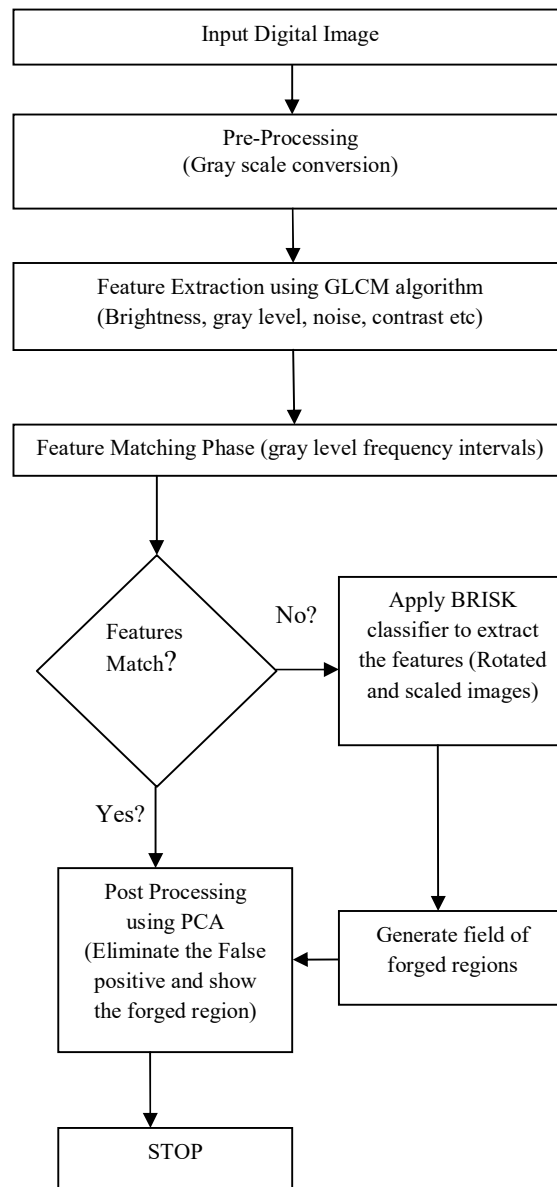 Input Digital Image
Pre-Processing
(Gray scale conversion)
Feature Extraction using GLCM algorithm
(Brightness, gray level, noise, contrast etc)
Feature Matching Phase (gray level frequency intervals)
Features
Match?
No?
Apply BRISK
classifier to extract
the features (Rotated
and scaled images)
Yes?
Post Processing
using PCA
(Eliminate the False
positive and show
the forged region)
Generate field of
forged regions
STOP